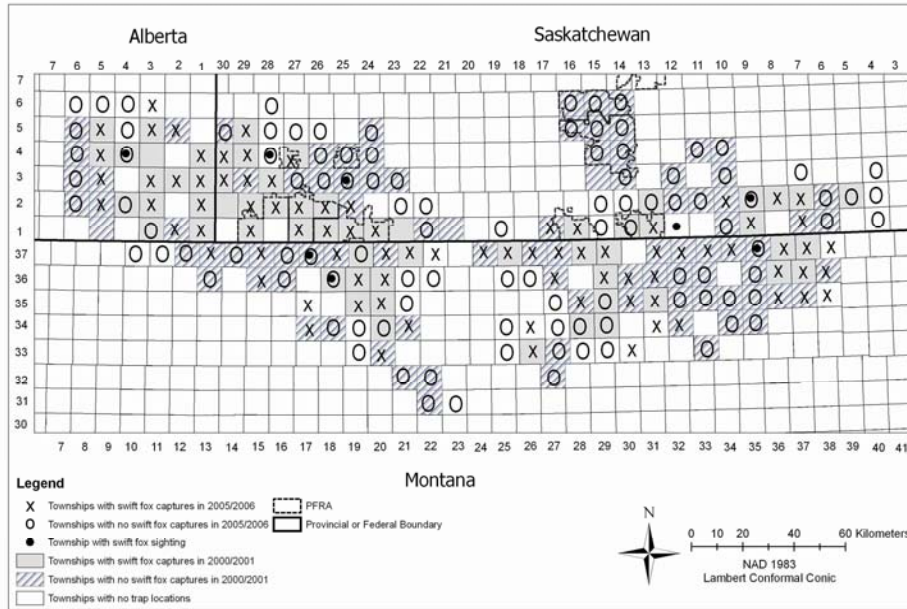 Alberta Saskatchewan
7 6 5 4 3 2 1 30 29 28 27 26 25 24 23 22 21 20 19 18 17 16 15 14 13 12 11 10 9 8 7 6 5 4 3
7
6
5
4
3
2
1
37
36
35
34
33
32
31
30
7 8 9 10 11 12 13 14 15 16 17 18 19 20 21 22 23 24 25 26 27 28 29 30 31 32 33 34 35 36 37 38 39 40 41
Montana
Legend
X Townships with swift fox captures in 2005/2006
O Townships with no swift fox captures in 2005/2006
Township with swift fox sighting
Townships with swift fox captures in 2000/2001
Townships with no swift fox captures in 2000/2001
Townships with no trap locations
PFRA
Provincial or Federal Boundary
N
0 10 20 40 60 Kilometers
NAD 1983
Lambert Conformal Conic